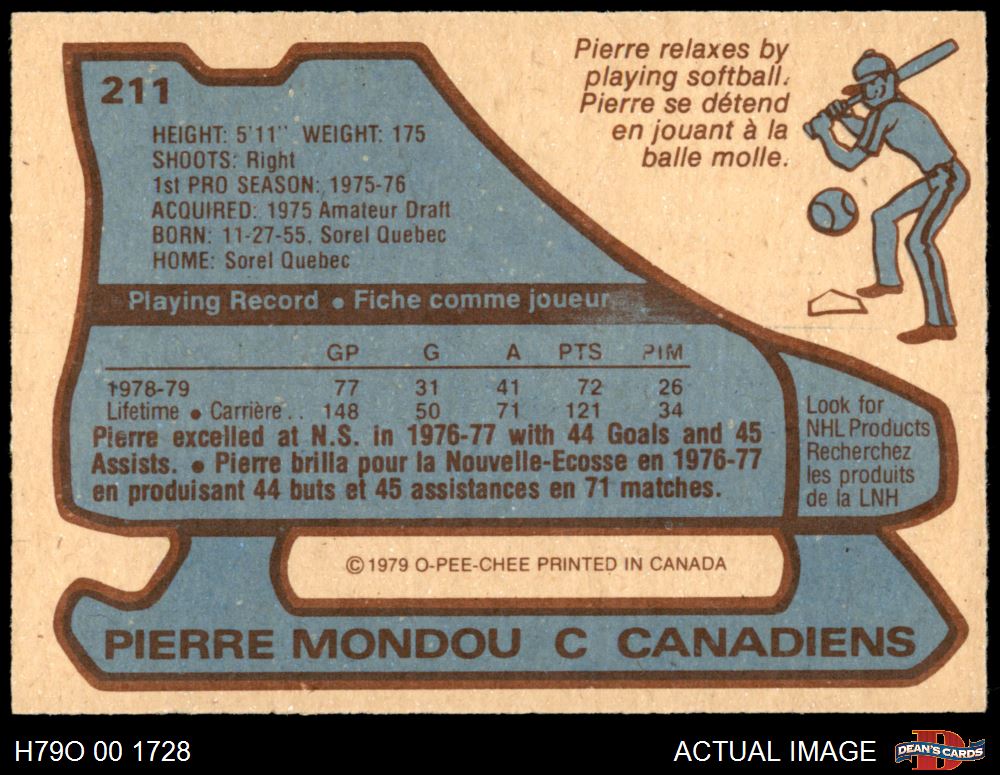 211
Pierre relaxes by
playing softball.
Pierre se détend
en jouant à la
balle molle.
HEIGHT: 5'11" WEIGHT: 175
SHOOTS: Right
1st PRO SEASON: 1975-76
ACQUIRED: 1975 Amateur Draft
BORN: 11-27-55, Sorel Quebec
HOME: Sorel Quebec
Playing Record • Fiche comme joueur
GP G A PTS PIM
1978-79 77 31 41 72 26
Lifetime • Carrière.. 148 50 71 121 34
Pierre excelled at N.S. in 1976-77 with 44 Goals and 45
Assists. • Pierre brilla pour la Nouvelle-Ecosse en 1976-77
en produisant 44 buts et 45 assistances en 71 matches.
Look for
NHL Products
Recherchez
les produits
de la LNH
©1979 O-PEE-CHEE PRINTED IN CANADA
PIERRE MONDOU C CANADIENS
H79O 00 1728
ACTUAL IMAGE
DEAN'S CARDS